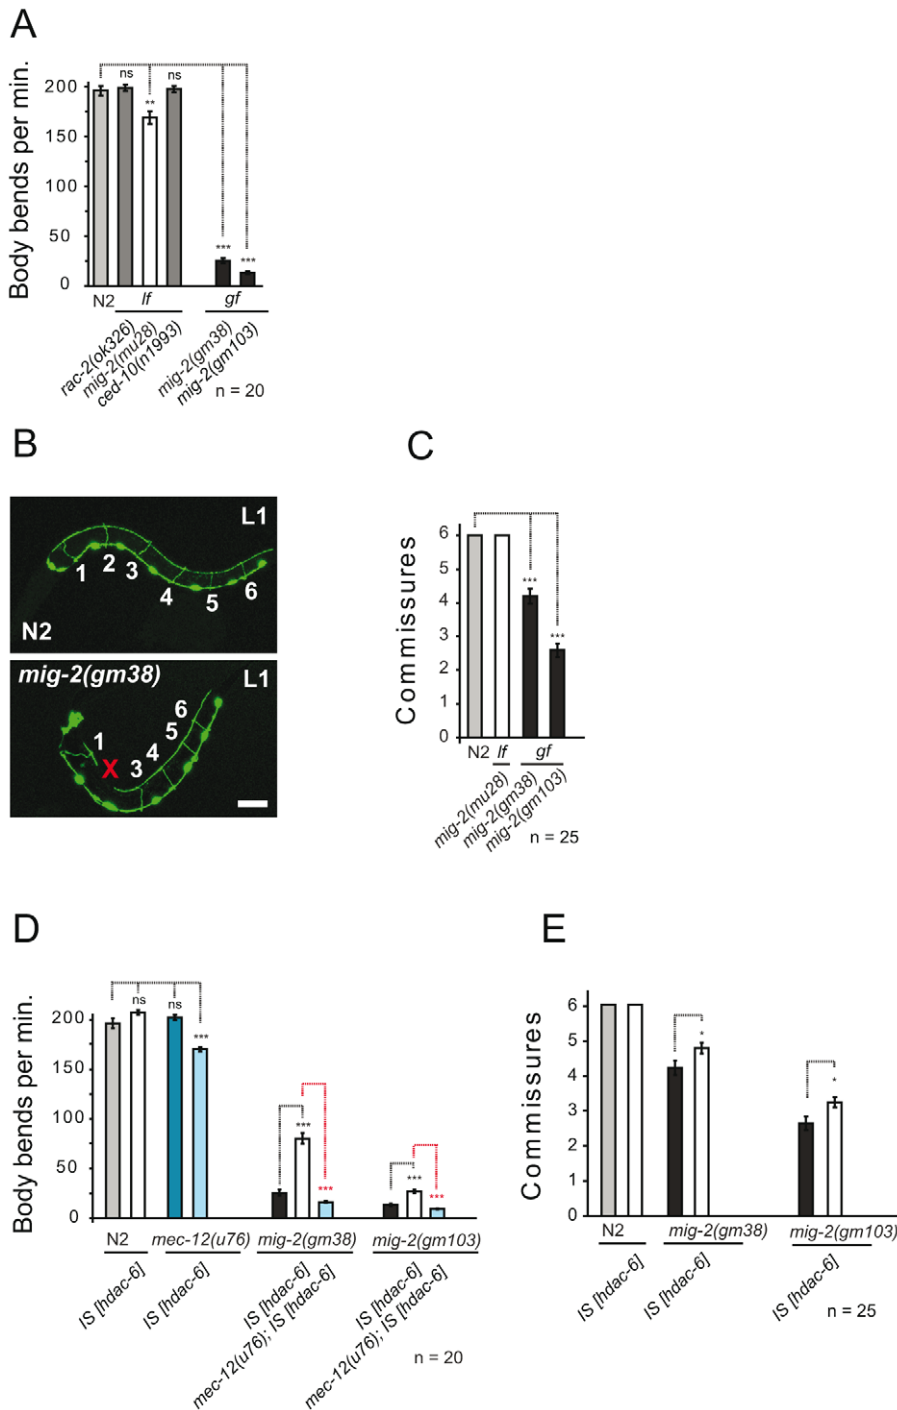 A
Body bends per min.
200
150
100
50
0
ns
**
ns
***
***
N2
lf
gf
rac-2(ok326)
mig-2(mu28)
ced-10(n1993)
mig-2(gm38)
mig-2(gm103)
n = 20
B
L1
1 2 3 4 5 6
N2
mig-2(gm38)
L1
1 X 3 4 5 6
C
Commissures
6
5
4
3
2
1
0
***
***
N2
lf
gf
mig-2(mu28)
mig-2(gm38)
mig-2(gm103)
n = 25
D
Body bends per min.
200
150
100
50
0
ns
ns
***
***
***
***
***
N2
mec-12(u76)
mig-2(gm38)
mig-2(gm103)
IS [hdac-6]
IS [hdac-6]
IS [hdac-6]
mec-12(u76); IS [hdac-6]
IS [hdac-6]
mec-12(u76); IS [hdac-6]
n = 20
E
Commissures
6
5
4
3
2
1
0
*
*
N2
mig-2(gm38)
mig-2(gm103)
IS [hdac-6]
IS [hdac-6]
IS [hdac-6]
n = 25